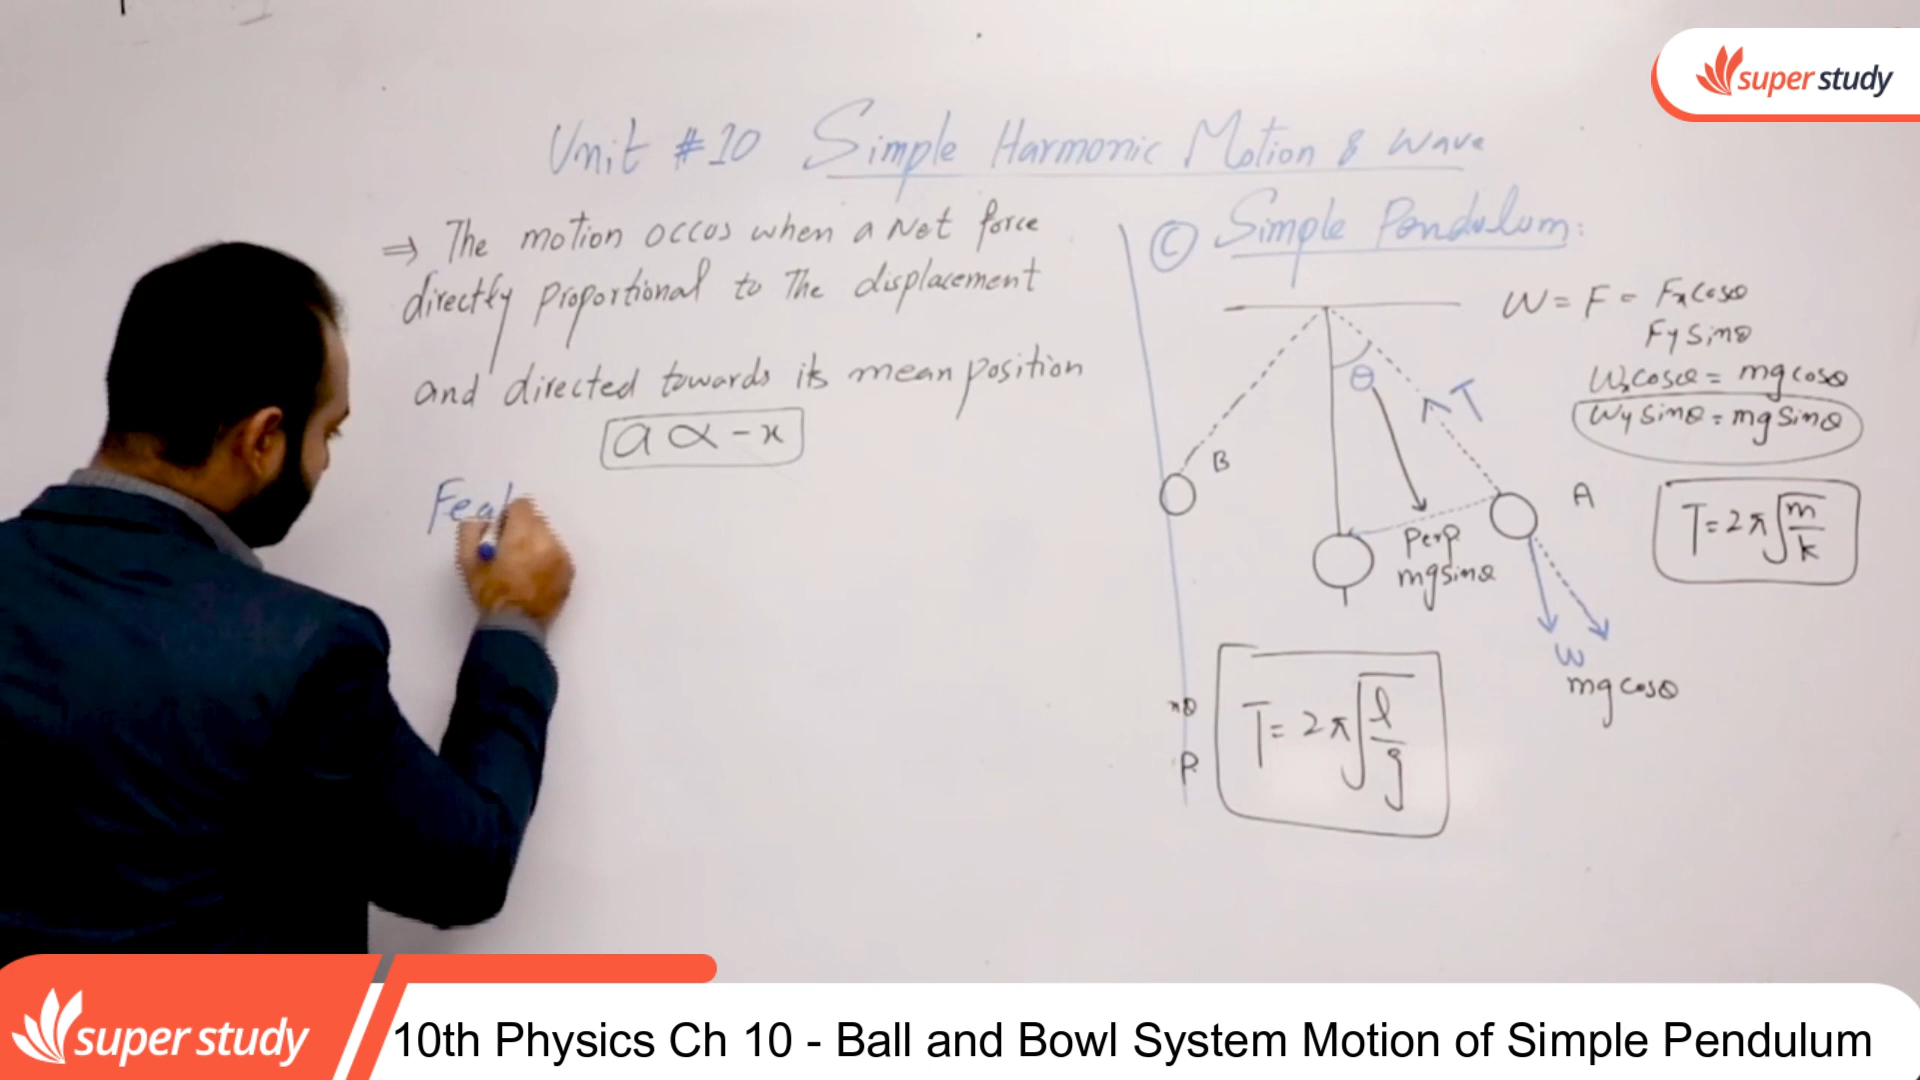 super study
Unit #10 Simple Harmonic Motion & Wave
⇒ The motion occus when a Net force
directly proportional to The displacement
and directed towards its mean position
a ∝ -x
Feat
© Simple Pendulum:
W = F = Fx Cosθ
Fy Sinθ
Wx cosθ = mg cosθ
Wy sinθ = mg Sinθ
θ
T
B
A
Perp
mg sinθ
T = 2π√m/k
W
mg cosθ
T = 2π√l/g
P
super study
10th Physics Ch 10 - Ball and Bowl System Motion of Simple Pendulum